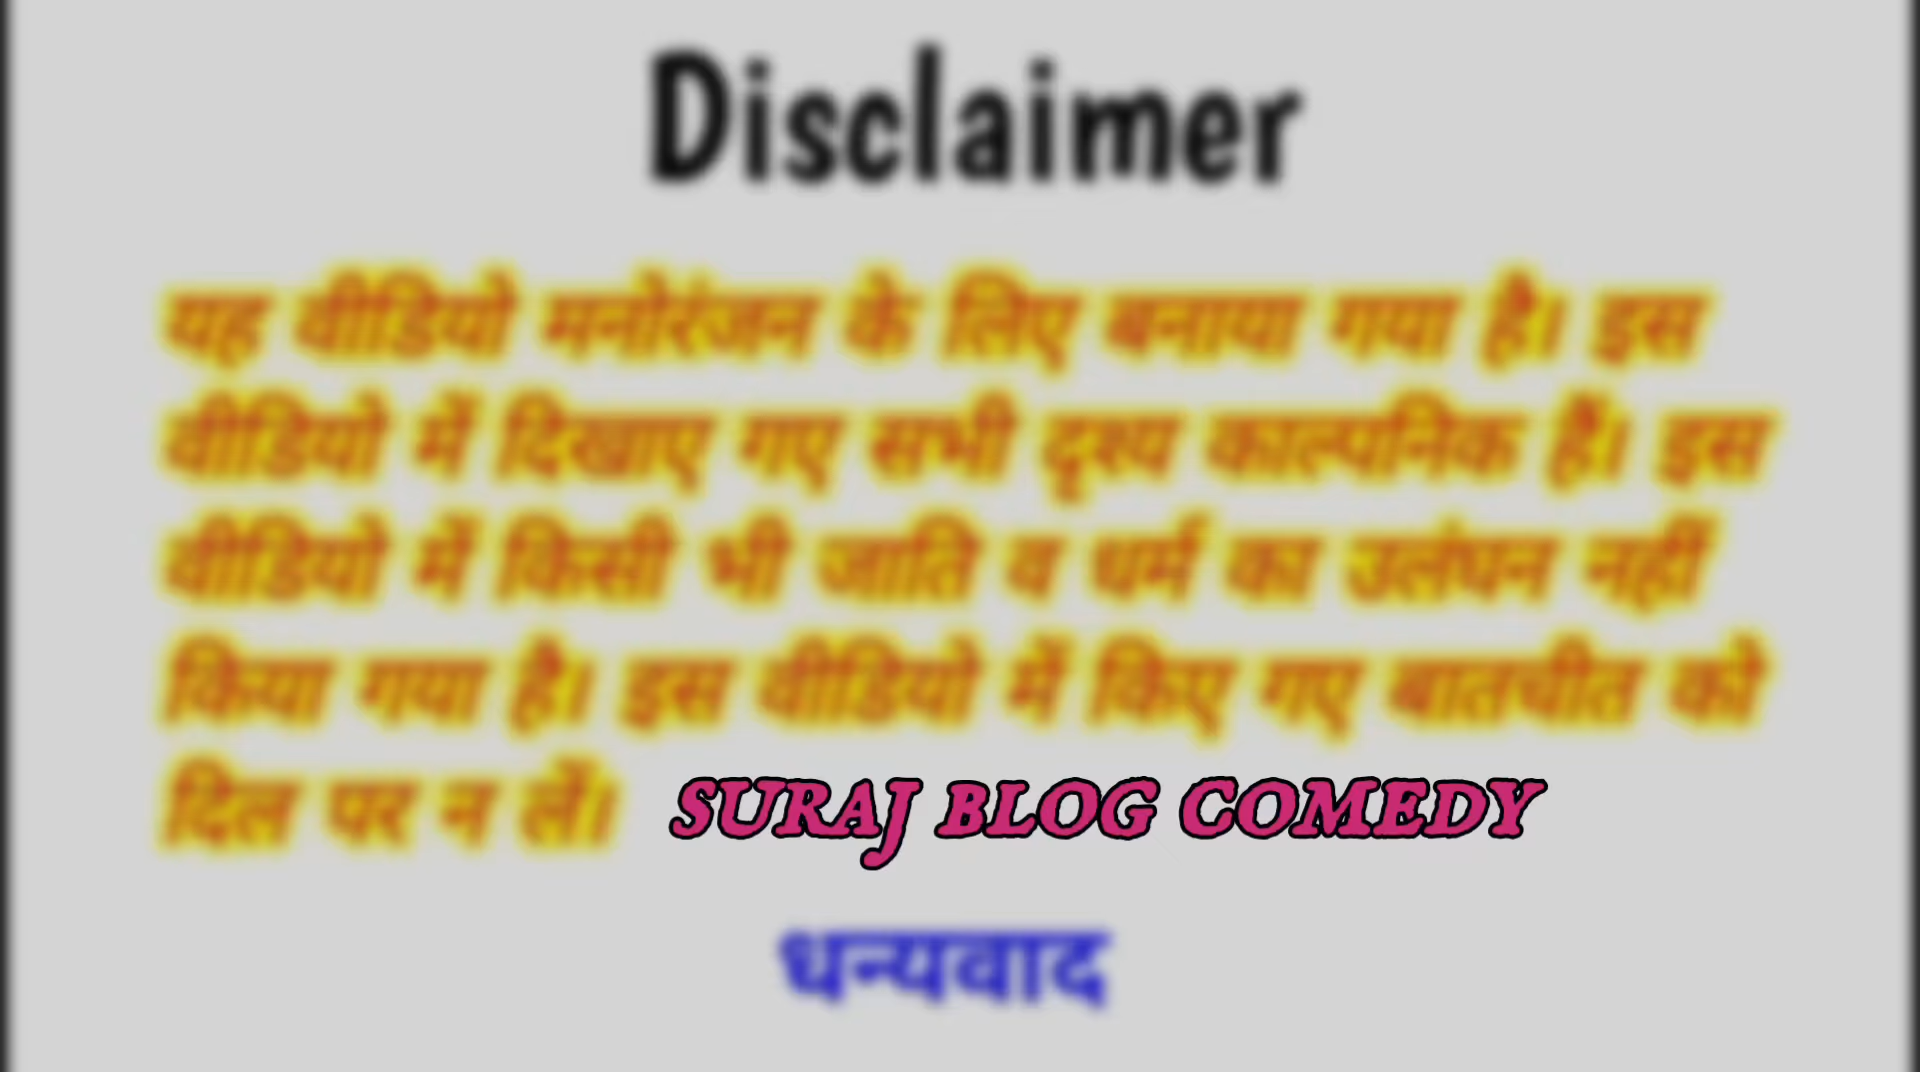 Disclaimer
यह वीडियो मनोरंजन के लिए बनाया गया है। इस
वीडियो में दिखाए गए सभी दृश्य काल्पनिक हैं। इस
वीडियो में किसी भी जाति व धर्म का उलंघन नहीं
किया गया है। इस वीडियो में किए गए बातचीत को
दिल पर न लें। SURAJ BLOG COMEDY
धन्यवाद